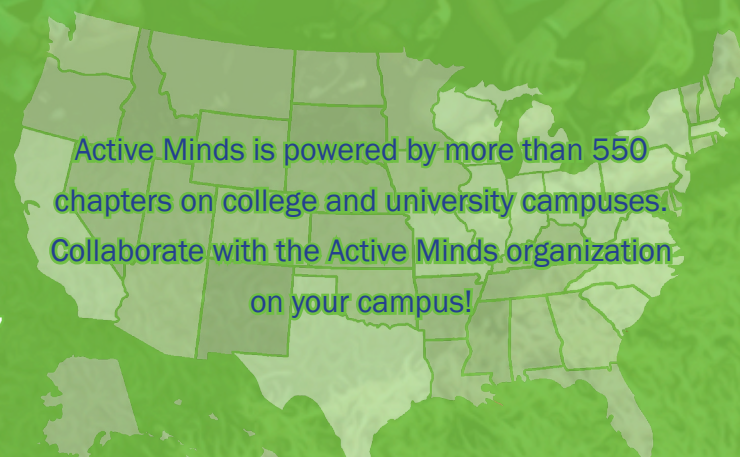 Active Minds is powered by more than 550
chapters on college and university campuses.
Collaborate with the Active Minds organization
on your campus!